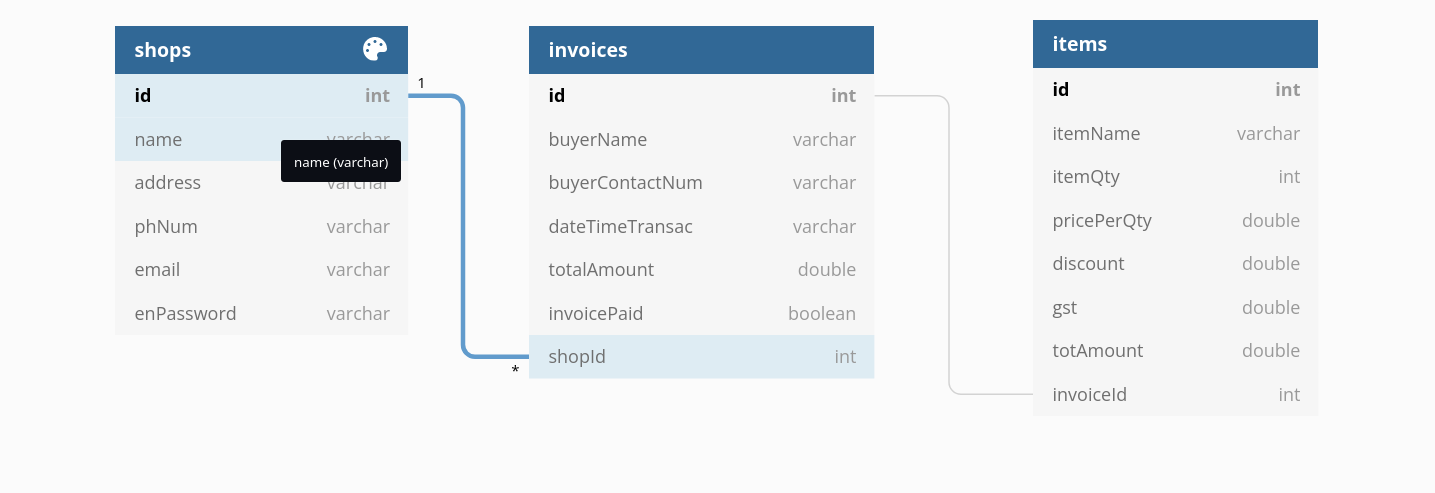 shops
id int
name varchar
name (varchar)
address varchar
phNum varchar
email varchar
enPassword varchar
1
*
invoices
id int
buyerName varchar
buyerContactNum varchar
dateTimeTransac varchar
totalAmount double
invoicePaid boolean
shopId int
items
id int
itemName varchar
itemQty int
pricePerQty double
discount double
gst double
totAmount double
invoiceId int